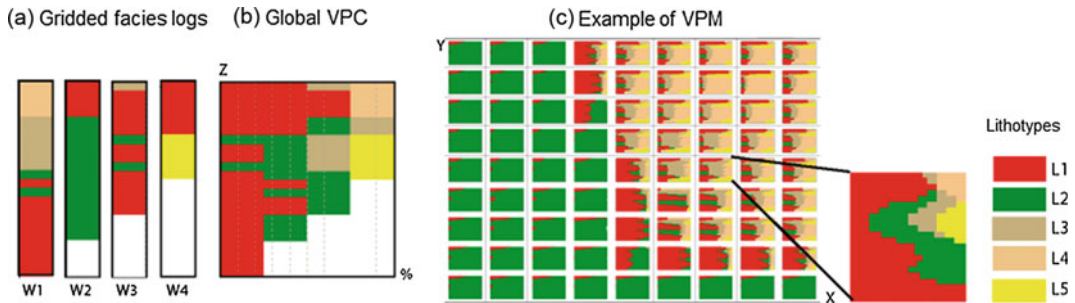 (a) Gridded facies logs
(b) Global VPC
(c) Example of VPM
Z
Y
W1
W2
W3
W4
%
X
Lithotypes
L1
L2
L3
L4
L5